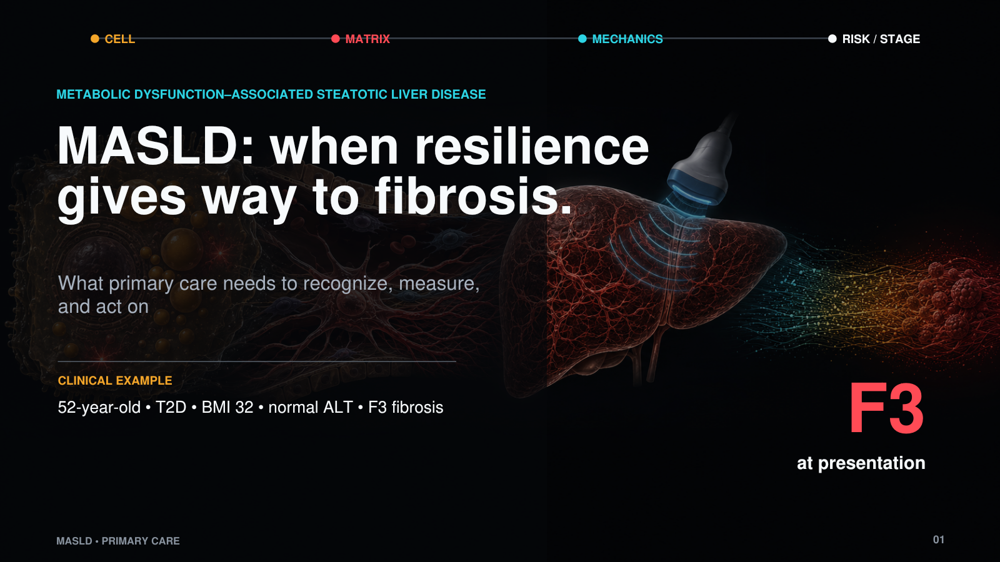 CELL
MATRIX
MECHANICS
RISK / STAGE
METABOLIC DYSFUNCTION–ASSOCIATED STEATOTIC LIVER DISEASE
MASLD: when resilience
gives way to fibrosis.
What primary care needs to recognize, measure,
and act on
CLINICAL EXAMPLE
52-year-old • T2D • BMI 32 • normal ALT • F3 fibrosis
F3
at presentation
MASLD • PRIMARY CARE
01